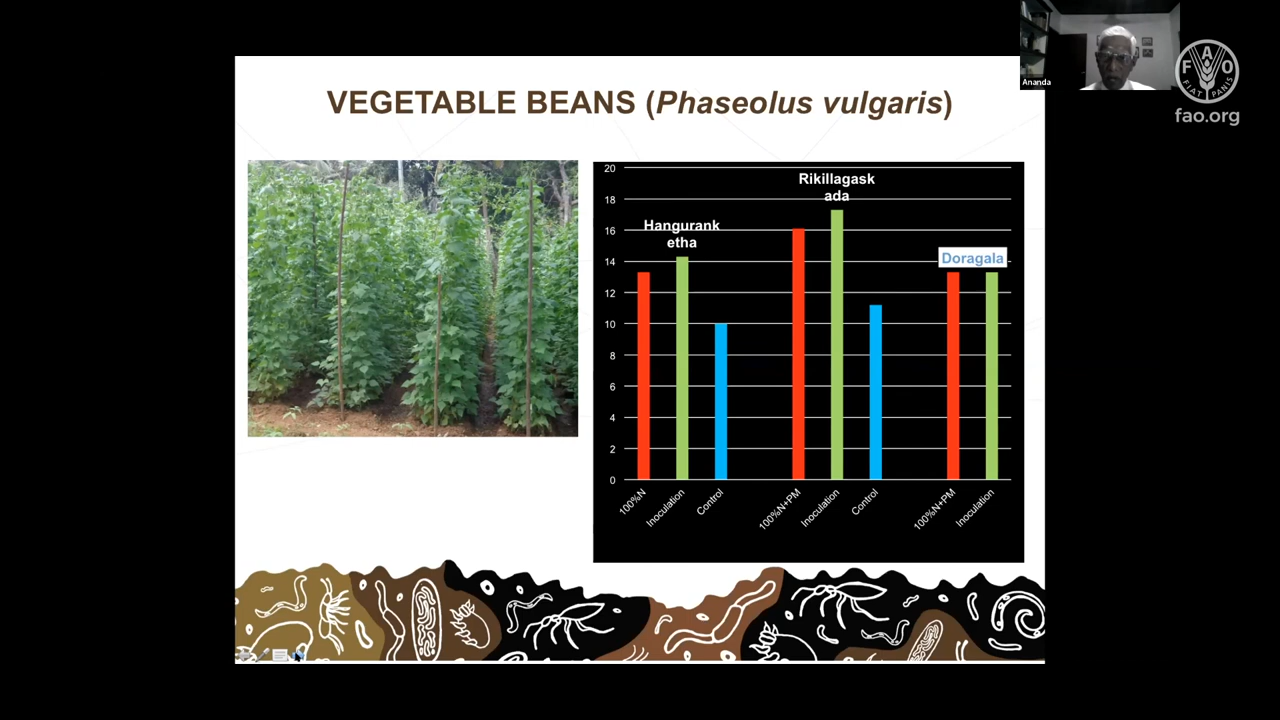 Ananda
FAO
FIAT PANIS
fao.org
VEGETABLE BEANS (Phaseolus vulgaris)
20
18
16
14
12
10
8
6
4
2
0
Hangurank
etha
Rikillagask
ada
Doragala
100%N
Inoculation
Control
100%N+PM
Inoculation
Control
100%N+PM
Inoculation